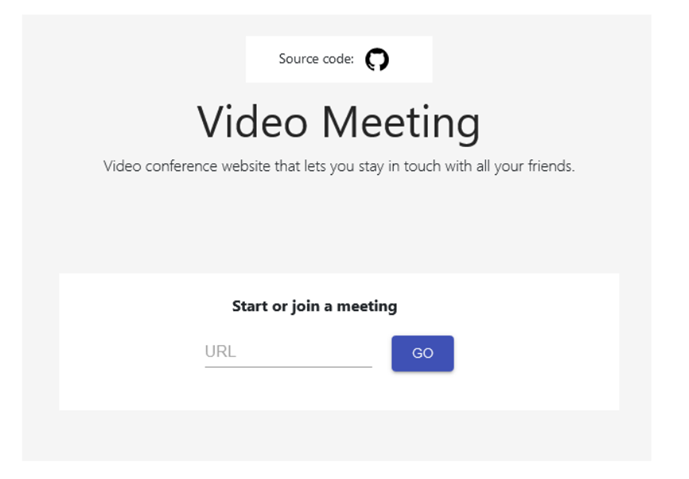 Source code:
Video Meeting
Video conference website that lets you stay in touch with all your friends.
Start or join a meeting
URL
GO